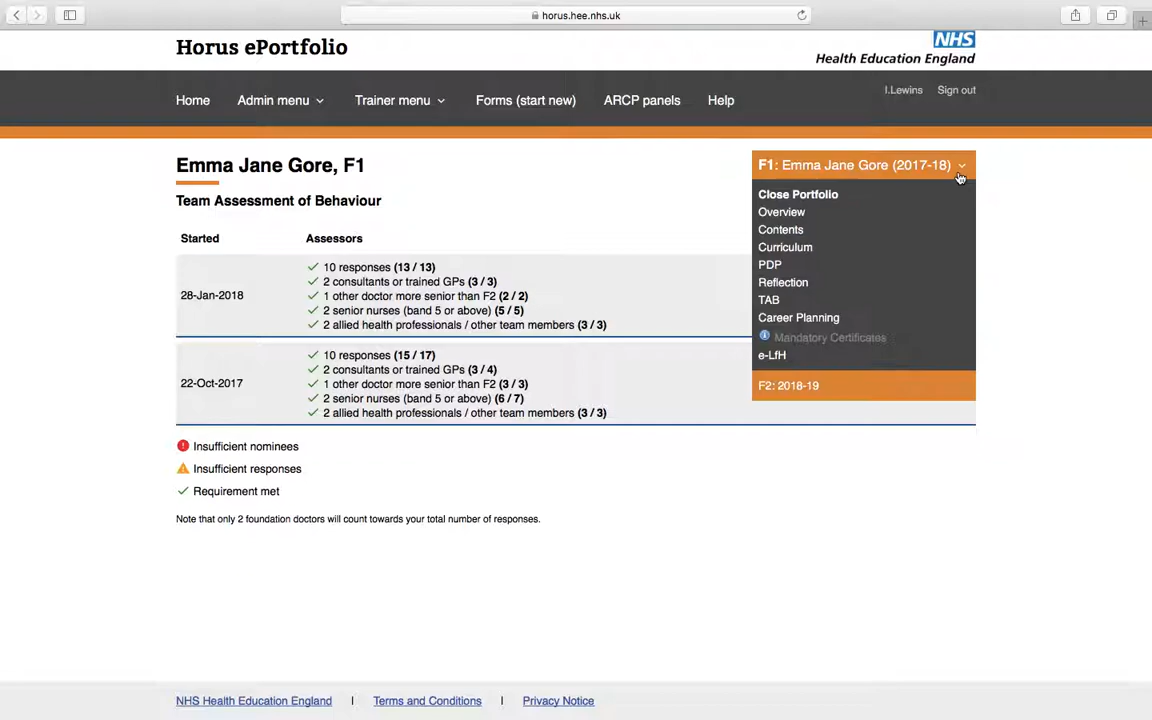 horus.hee.nhs.uk
Horus ePortfolio
NHS
Health Education England
Home Admin menu Trainer menu Forms (start new) ARCP panels Help
I.Lewins Sign out
Emma Jane Gore, F1
F1: Emma Jane Gore (2017-18)
Close Portfolio
Overview
Contents
Curriculum
PDP
Reflection
TAB
Career Planning
Mandatory Certificates
e-LfH
F2: 2018-19
Team Assessment of Behaviour
Started Assessors
28-Jan-2018
10 responses (13 / 13)
2 consultants or trained GPs (3 / 3)
1 other doctor more senior than F2 (2 / 2)
2 senior nurses (band 5 or above) (5 / 5)
2 allied health professionals / other team members (3 / 3)
22-Oct-2017
10 responses (15 / 17)
2 consultants or trained GPs (3 / 4)
1 other doctor more senior than F2 (3 / 3)
2 senior nurses (band 5 or above) (6 / 7)
2 allied health professionals / other team members (3 / 3)
Insufficient nominees
Insufficient responses
Requirement met
Note that only 2 foundation doctors will count towards your total number of responses.
NHS Health Education England | Terms and Conditions | Privacy Notice